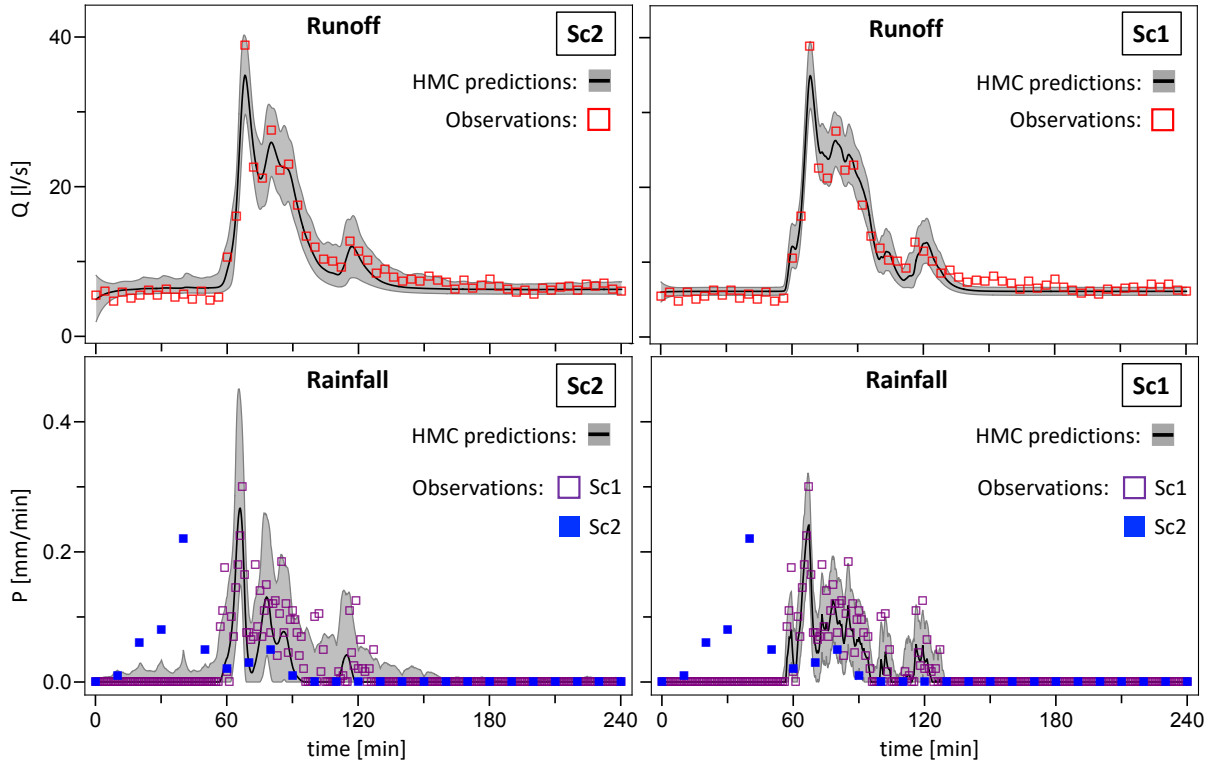 Runoff
Sc2
HMC predictions:
Observations:
Q [l/s]
40
20
0
Runoff
Sc1
HMC predictions:
Observations:
Rainfall
Sc2
HMC predictions:
Observations: Sc1
Sc2
P [mm/min]
0.4
0.2
0.0
0 60 120 180 240
time [min]
Rainfall
Sc1
HMC predictions:
Observations: Sc1
Sc2
0 60 120 180 240
time [min]